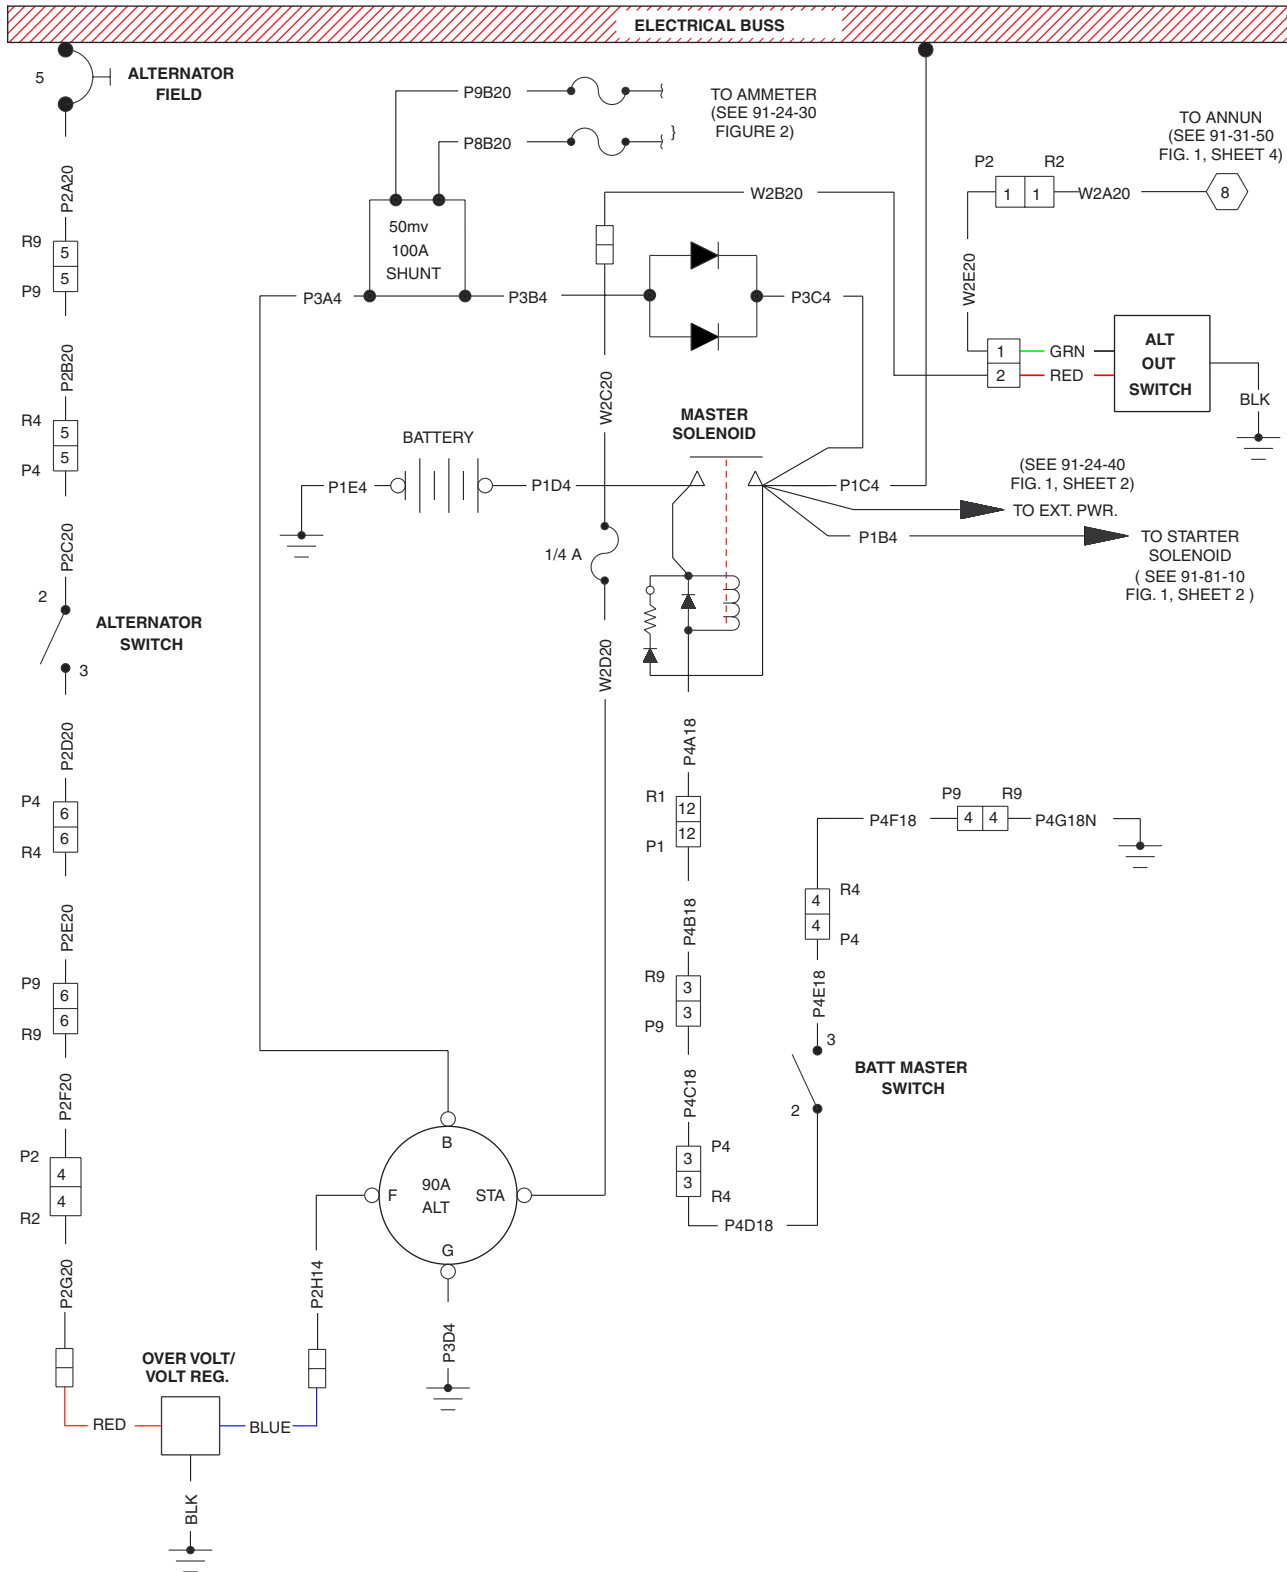 ELECTRICAL BUSS
5
ALTERNATOR
FIELD
P9B20
P8B20
}
TO AMMETER
(SEE 91-24-30
FIGURE 2)
TO ANNUN
(SEE 91-31-50
FIG. 1, SHEET 4)
P2
R2
1
1
W2A20
8
P2A20
R9
5
5
P9
50mv
100A
SHUNT
W2B20
W2E20
P3A4
P3B4
P3C4
P2B20
1
2
GRN
RED
ALT
OUT
SWITCH
BLK
W2C20
MASTER
SOLENOID
R4
5
5
P4
BATTERY
P1E4
P1D4
P1C4
(SEE 91-24-40
FIG. 1, SHEET 2)
TO EXT. PWR.
P1B4
TO STARTER
SOLENOID
( SEE 91-81-10
FIG. 1, SHEET 2 )
1/4 A
P2C20
2
ALTERNATOR
SWITCH
3
W2D20
P2D20
P4A18
P4
6
6
R4
R1
12
12
P1
P9
R9
P4F18
4
4
P4G18N
R4
4
4
P4
P2E20
P4B18
P4E18
P9
6
6
R9
R9
3
3
P9
3
BATT MASTER
SWITCH
2
P2F20
P4C18
P2
4
4
R2
B
F
90A
ALT
STA
G
P4
3
3
R4
P4D18
P2G20
P2H14
P3D4
OVER VOLT/
VOLT REG.
RED
BLUE
BLK